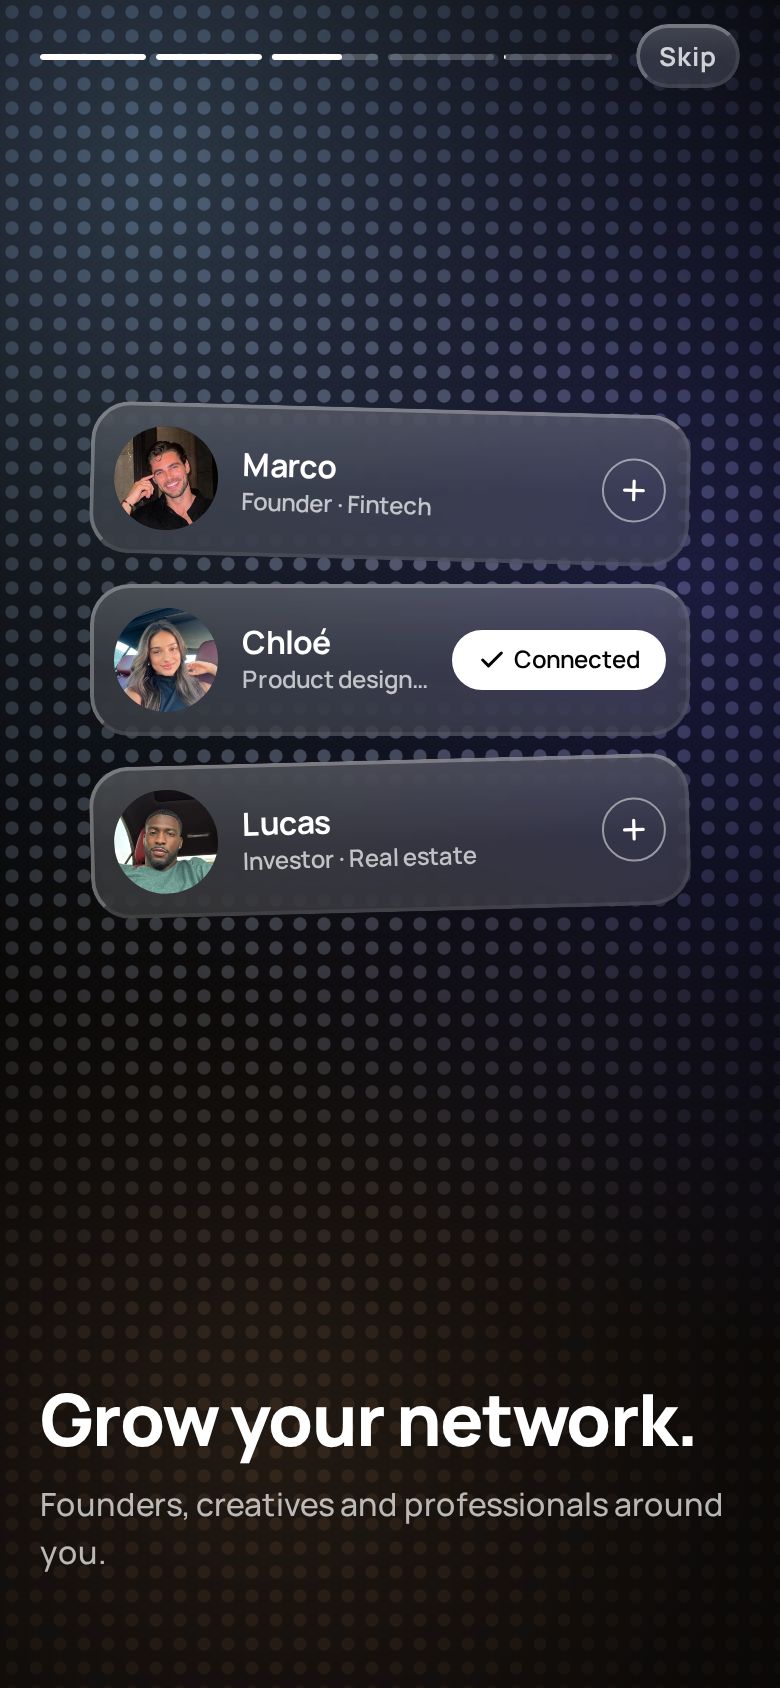 Skip
Marco
Founder · Fintech
Chloé
Product design...
Connected
Lucas
Investor · Real estate
Grow your network.
Founders, creatives and professionals around
you.